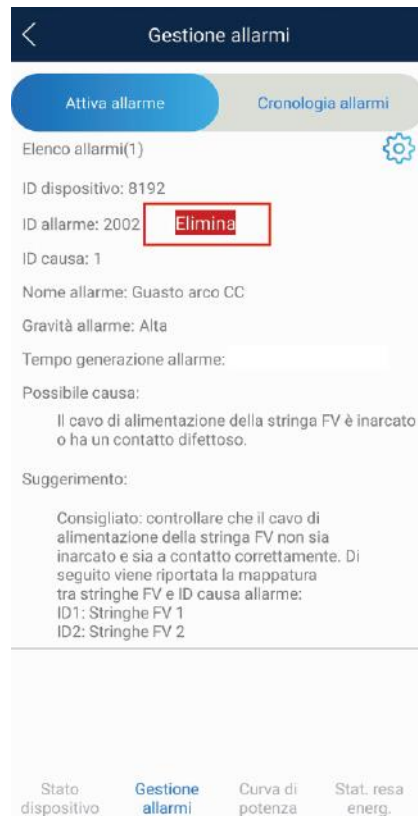 Gestione allarmi
Attiva allarme
Cronologia allarmi
Elenco allarmi(1)
ID dispositivo: 8192
ID allarme: 2002 Elimina
ID causa: 1
Nome allarme: Guasto arco CC
Gravità allarme: Alta
Tempo generazione allarme:
Possibile causa:
Il cavo di alimentazione della stringa FV è inarcato
o ha un contatto difettoso.
Suggerimento:
Consigliato: controllare che il cavo di
alimentazione della stringa FV non sia
inarcato e sia a contatto correttamente. Di
seguito viene riportata la mappatura
tra stringhe FV e ID causa allarme:
ID1: Stringhe FV 1
ID2: Stringhe FV 2
Stato
dispositivo
Gestione
allarmi
Curva di
potenza
Stat. resa
energ.